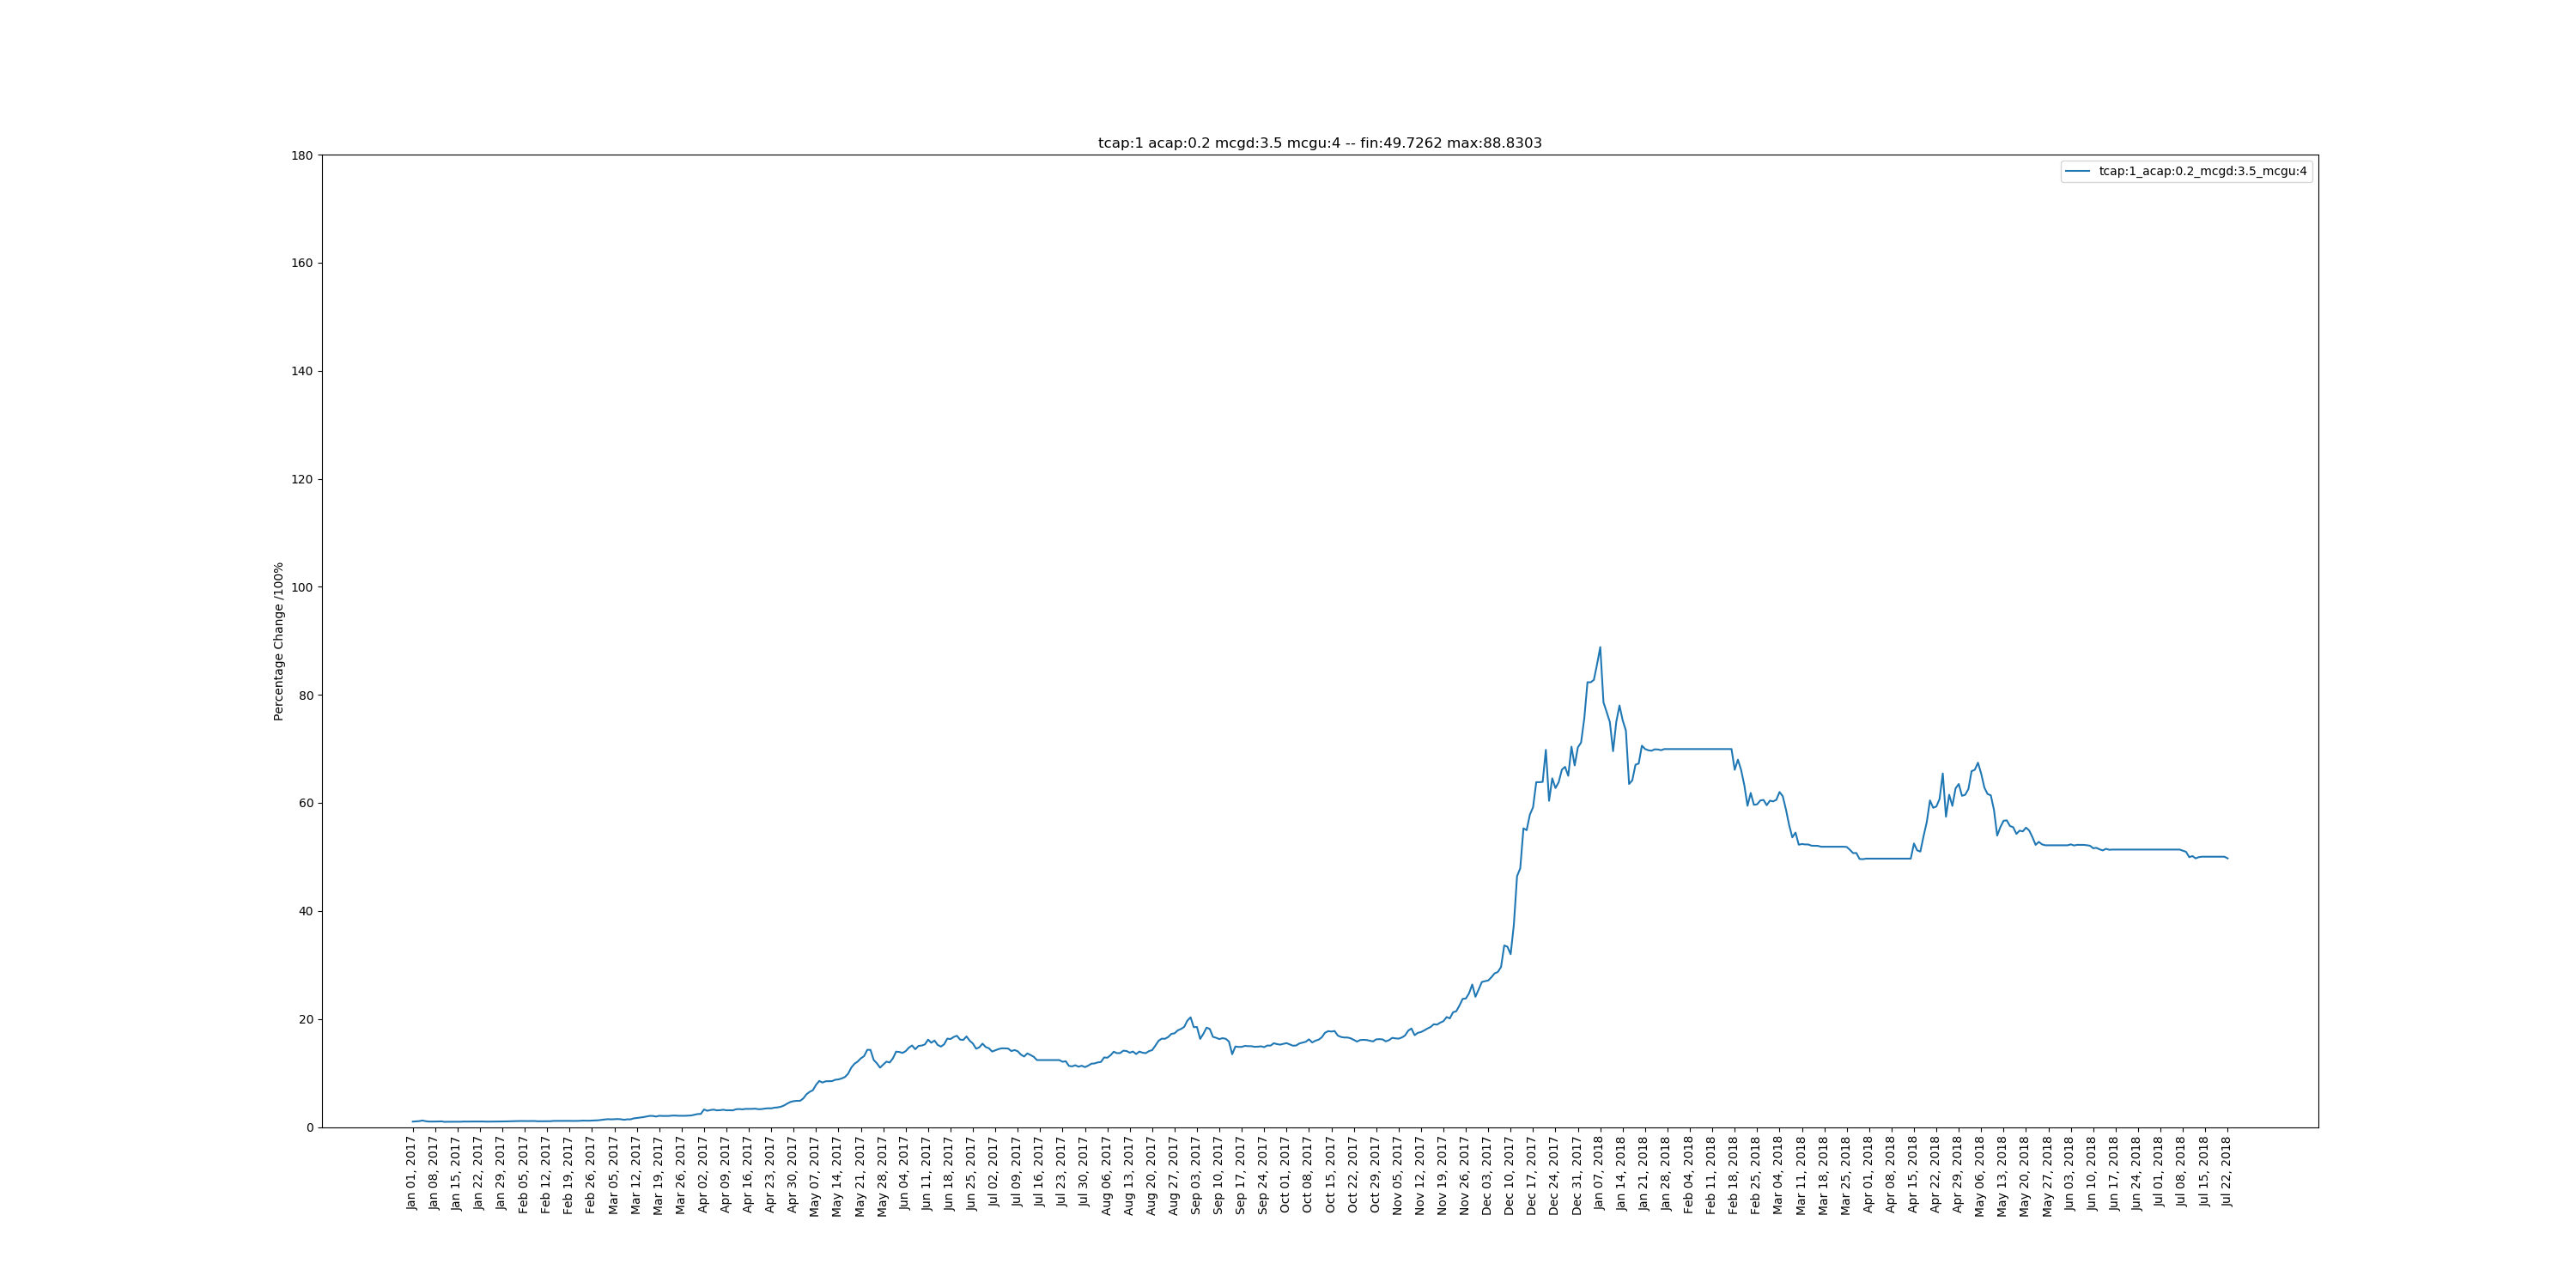 tcap:1 acap:0.2 mcgd:3.5 mcgu:4 -- fin:49.7262 max:88.8303
tcap:1_acap:0.2_mcgd:3.5_mcgu:4
Percentage Change /100%
180
160
140
120
100
80
60
40
20
0
Jan 01, 2017
Jan 08, 2017
Jan 15, 2017
Jan 22, 2017
Jan 29, 2017
Feb 05, 2017
Feb 12, 2017
Feb 19, 2017
Feb 26, 2017
Mar 05, 2017
Mar 12, 2017
Mar 19, 2017
Mar 26, 2017
Apr 02, 2017
Apr 09, 2017
Apr 16, 2017
Apr 23, 2017
Apr 30, 2017
May 07, 2017
May 14, 2017
May 21, 2017
May 28, 2017
Jun 04, 2017
Jun 11, 2017
Jun 18, 2017
Jun 25, 2017
Jul 02, 2017
Jul 09, 2017
Jul 16, 2017
Jul 23, 2017
Jul 30, 2017
Aug 06, 2017
Aug 13, 2017
Aug 20, 2017
Aug 27, 2017
Sep 03, 2017
Sep 10, 2017
Sep 17, 2017
Sep 24, 2017
Oct 01, 2017
Oct 08, 2017
Oct 15, 2017
Oct 22, 2017
Oct 29, 2017
Nov 05, 2017
Nov 12, 2017
Nov 19, 2017
Nov 26, 2017
Dec 03, 2017
Dec 10, 2017
Dec 17, 2017
Dec 24, 2017
Dec 31, 2017
Jan 07, 2018
Jan 14, 2018
Jan 21, 2018
Jan 28, 2018
Feb 04, 2018
Feb 11, 2018
Feb 18, 2018
Feb 25, 2018
Mar 04, 2018
Mar 11, 2018
Mar 18, 2018
Mar 25, 2018
Apr 01, 2018
Apr 08, 2018
Apr 15, 2018
Apr 22, 2018
Apr 29, 2018
May 06, 2018
May 13, 2018
May 20, 2018
May 27, 2018
Jun 03, 2018
Jun 10, 2018
Jun 17, 2018
Jun 24, 2018
Jul 01, 2018
Jul 08, 2018
Jul 15, 2018
Jul 22, 2018